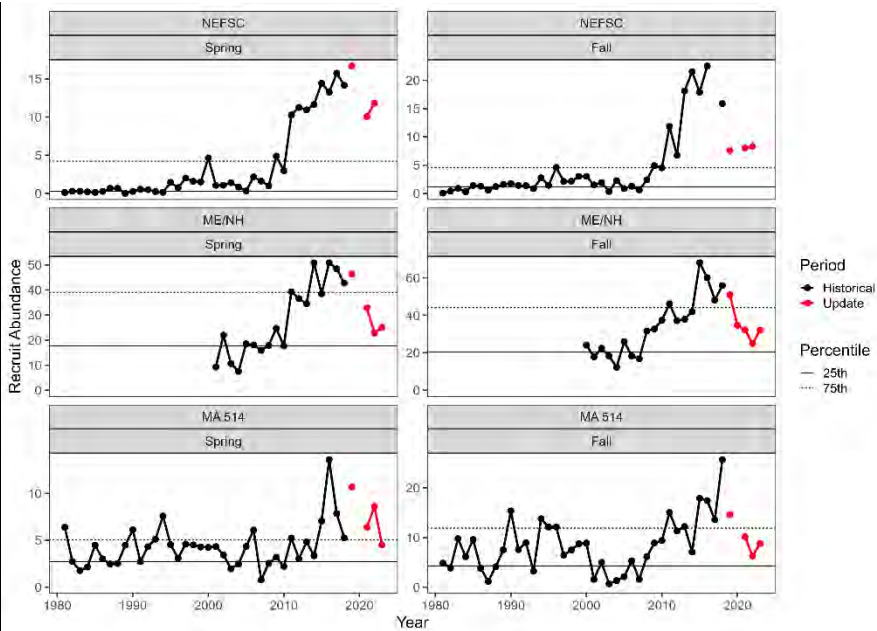 NEFSC NEFSC
Spring Fall
15
10
5
0
20
15
10
5
0
ME/NH ME/NH
Spring Fall
50
40
30
20
10
0
60
40
20
0
MA 514 MA 514
Spring Fall
10
5
0
20
10
0
1980 1990 2000 2010 2020 1980 1990 2000 2010 2020
Recruit Abundance
Year
Period
Historical
Update
Percentile
25th
75th